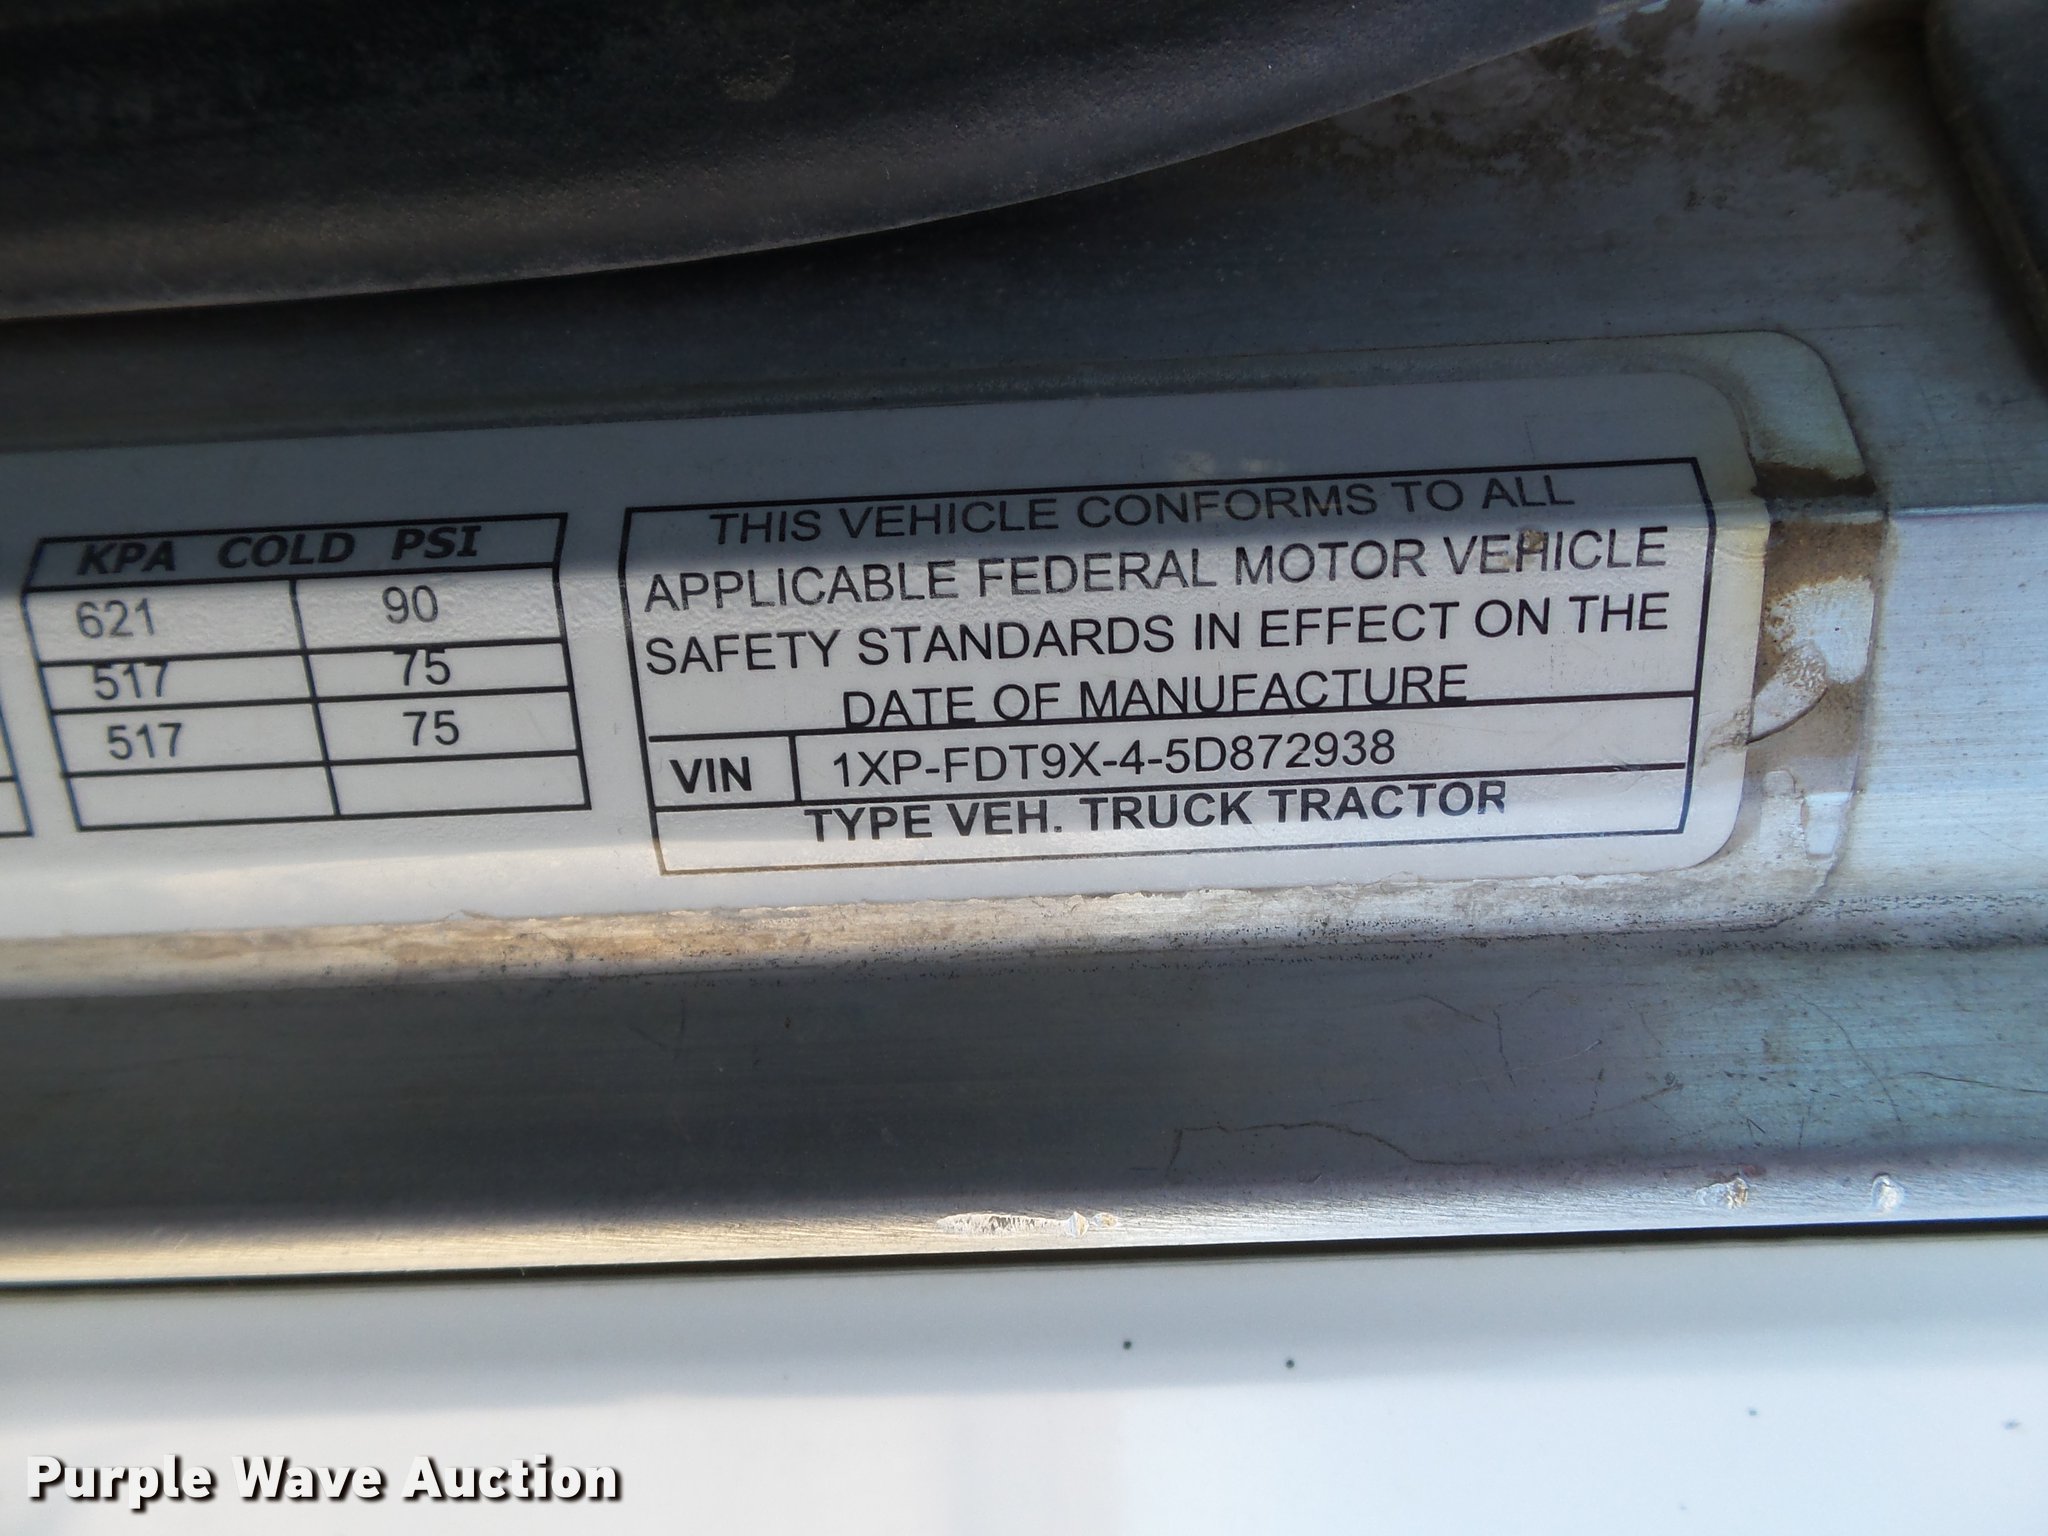 KPA COLD PSI
621 90
517 75
517 75
THIS VEHICLE CONFORMS TO ALL
APPLICABLE FEDERAL MOTOR VEHICLE
SAFETY STANDARDS IN EFFECT ON THE
DATE OF MANUFACTURE
VIN 1XP-FDT9X-4-5D872938
TYPE VEH. TRUCK TRACTOR
Purple Wave Auction